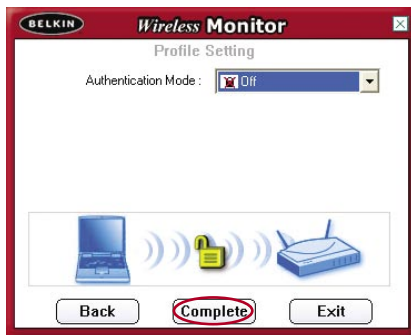 BELKIN Wireless Monitor
Profile Setting
Authentication Mode : Off
Back Complete Exit